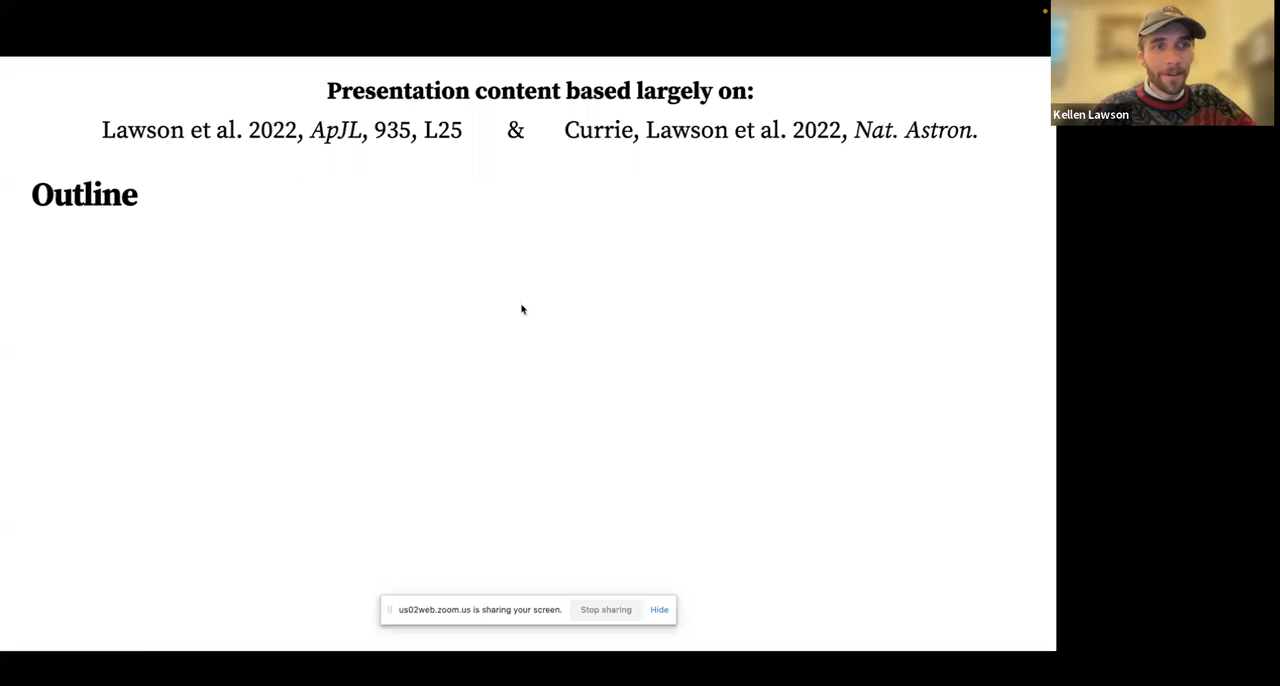 Presentation content based largely on:
Lawson et al. 2022, ApJL, 935, L25 & Currie, Lawson et al. 2022, Nat. Astron.
Kellen Lawson
Outline
us02web.zoom.us is sharing your screen. Stop sharing Hide